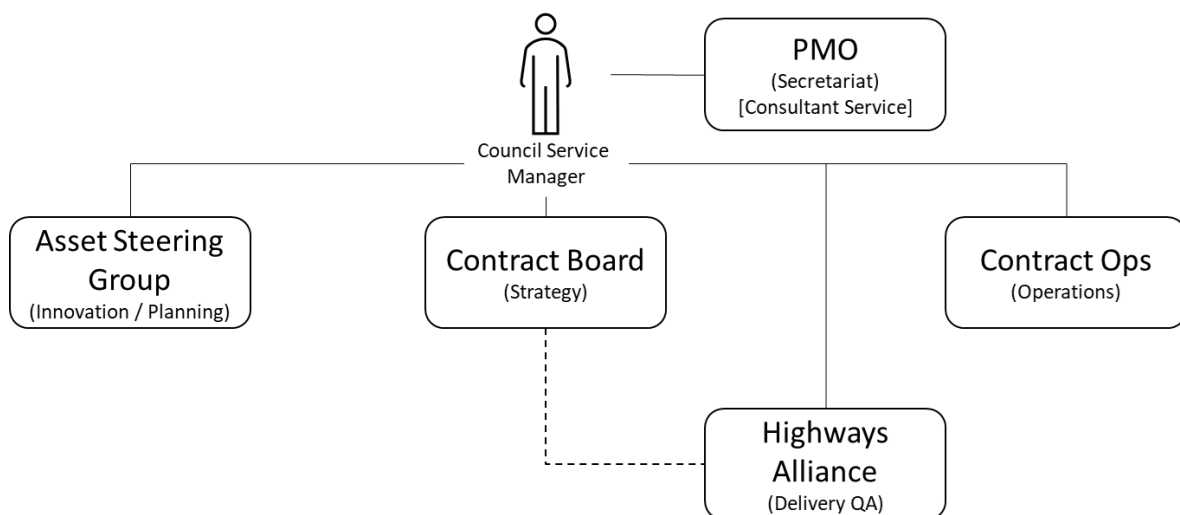 PMO
(Secretariat)
[Consultant Service]
Council Service
Manager
Asset Steering
Group
(Innovation / Planning)
Contract Board
(Strategy)
Contract Ops
(Operations)
Highways
Alliance
(Delivery QA)